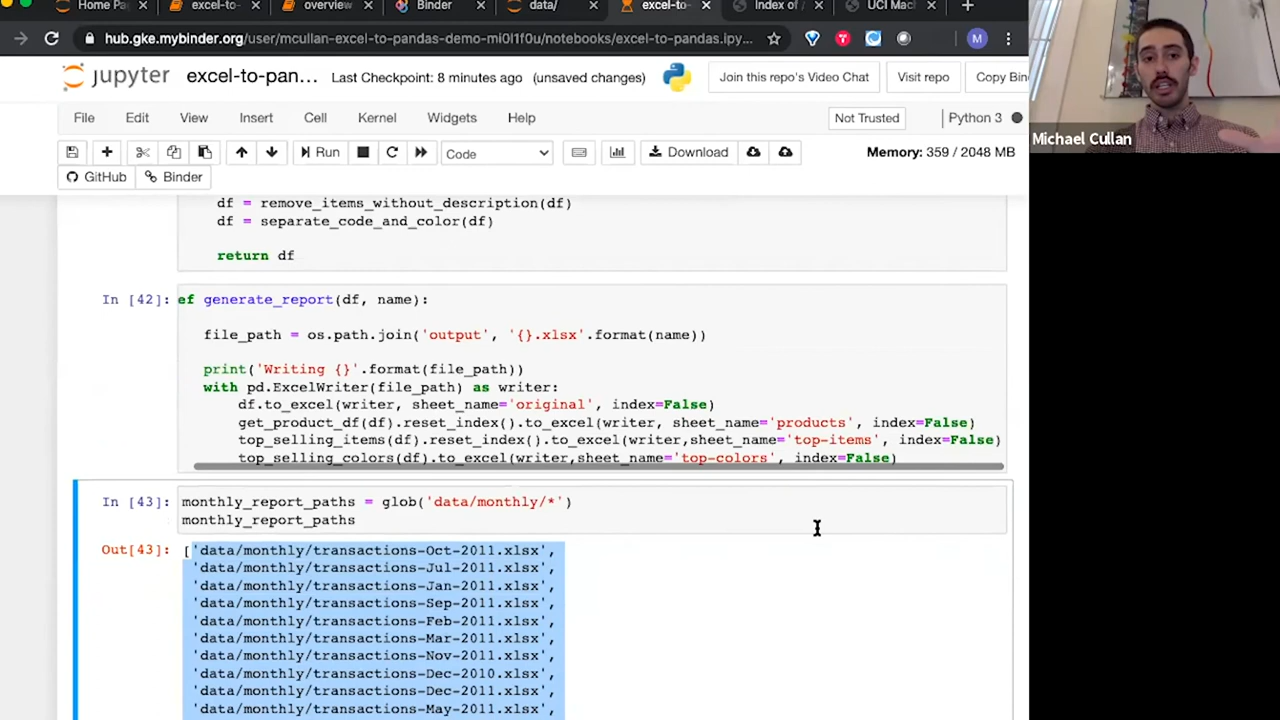 Home Pa
excel-to-
overview
Binder
data/
excel-to-
Index of /
UCI Mach
hub.gke.mybinder.org/user/mcullan-excel-to-pandas-demo-mi0l1f0u/notebooks/excel-to-pandas.ipy...
M
jupyter excel-to-pan... Last Checkpoint: 8 minutes ago (unsaved changes)
Join this repo's Video Chat
Visit repo
Copy Bin
File Edit View Insert Cell Kernel Widgets Help
Not Trusted
Python 3
Run
Code
Download
Memory: 359 / 2048 MB
GitHub
Binder
Michael Cullan
df = remove_items_without_description(df)
df = separate_code_and_color(df)
return df
In [42]: ef generate_report(df, name):
file_path = os.path.join('output', '{}.xlsx'.format(name))
print('Writing {}'.format(file_path))
with pd.ExcelWriter(file_path) as writer:
df.to_excel(writer, sheet_name='original', index=False)
get_product_df(df).reset_index().to_excel(writer, sheet_name='products', index=False)
top_selling_items(df).reset_index().to_excel(writer,sheet_name='top-items', index=False)
top_selling_colors(df).to_excel(writer,sheet_name='top-colors', index=False)
In [43]: monthly_report_paths = glob('data/monthly/*')
monthly_report_paths
Out[43]: ['data/monthly/transactions-Oct-2011.xlsx',
'data/monthly/transactions-Jul-2011.xlsx',
'data/monthly/transactions-Jan-2011.xlsx',
'data/monthly/transactions-Sep-2011.xlsx',
'data/monthly/transactions-Feb-2011.xlsx',
'data/monthly/transactions-Mar-2011.xlsx',
'data/monthly/transactions-Nov-2011.xlsx',
'data/monthly/transactions-Dec-2010.xlsx',
'data/monthly/transactions-Dec-2011.xlsx',
'data/monthly/transactions-May-2011.xlsx',